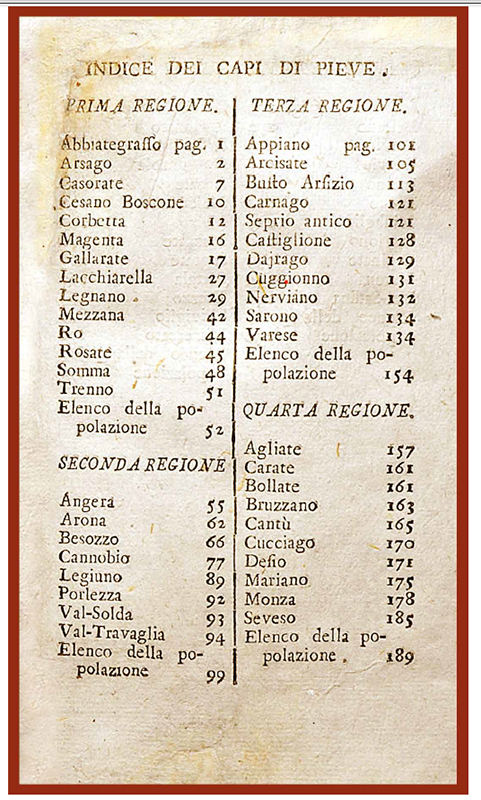 INDICE DEI CAPI DI PIEVE.
PRIMA REGIONE.
Abbiategrasso pag. 1
Arsago 2
Casorate 7
Cesano Boscone 10
Corbetta 12
Magenta 16
Gallarate 17
Lacchiarella 27
Legnano 29
Mezzana 42
Ro 44
Rosate 45
Somma 48
Trenno 51
Elenco della po-
polazione 52
SECONDA REGIONE
Angera 55
Arona 62
Besozzo 66
Cannobio 77
Legiuno 89
Porlezza 92
Val-Solda 93
Val-Travaglia 94
Elenco della po-
polazione 99
TERZA REGIONE.
Appiano pag. 101
Arcisate 105
Busto Arsizio 113
Carnago 121
Seprio antico 121
Castiglione 128
Dajrago 129
Cuggionno 131
Nerviano 132
Sarono 134
Varese 134
Elenco della po-
polazione 154
QUARTA REGIONE.
Agliate 157
Carate 161
Bollate 161
Bruzzano 163
Cantù 165
Cucciago 170
Desio 171
Mariano 175
Monza 178
Seveso 185
Elenco della po-
polazione . 189